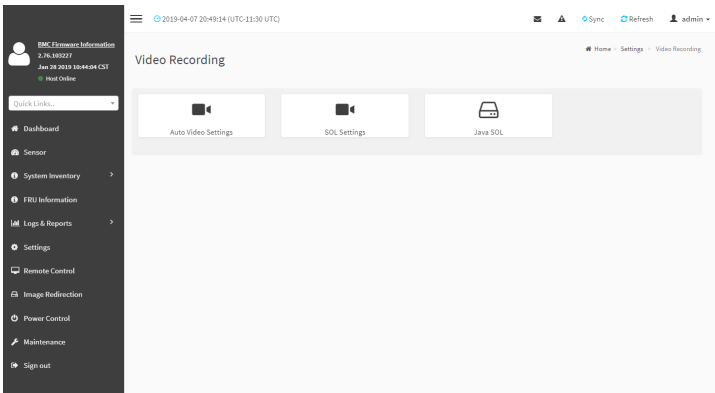 BMC Firmware Information
2.76.103227
Jan 28 2019 10:44:04 CST
Host Online
Quick Links..
Dashboard
Sensor
System Inventory
FRU Information
Logs & Reports
Settings
Remote Control
Image Redirection
Power Control
Maintenance
Sign out
2019-04-07 20:49:14 (UTC-11:30 UTC)
Sync
Refresh
admin
Video Recording
Home
Settings
Video Recording
Auto Video Settings
SOL Settings
Java SOL